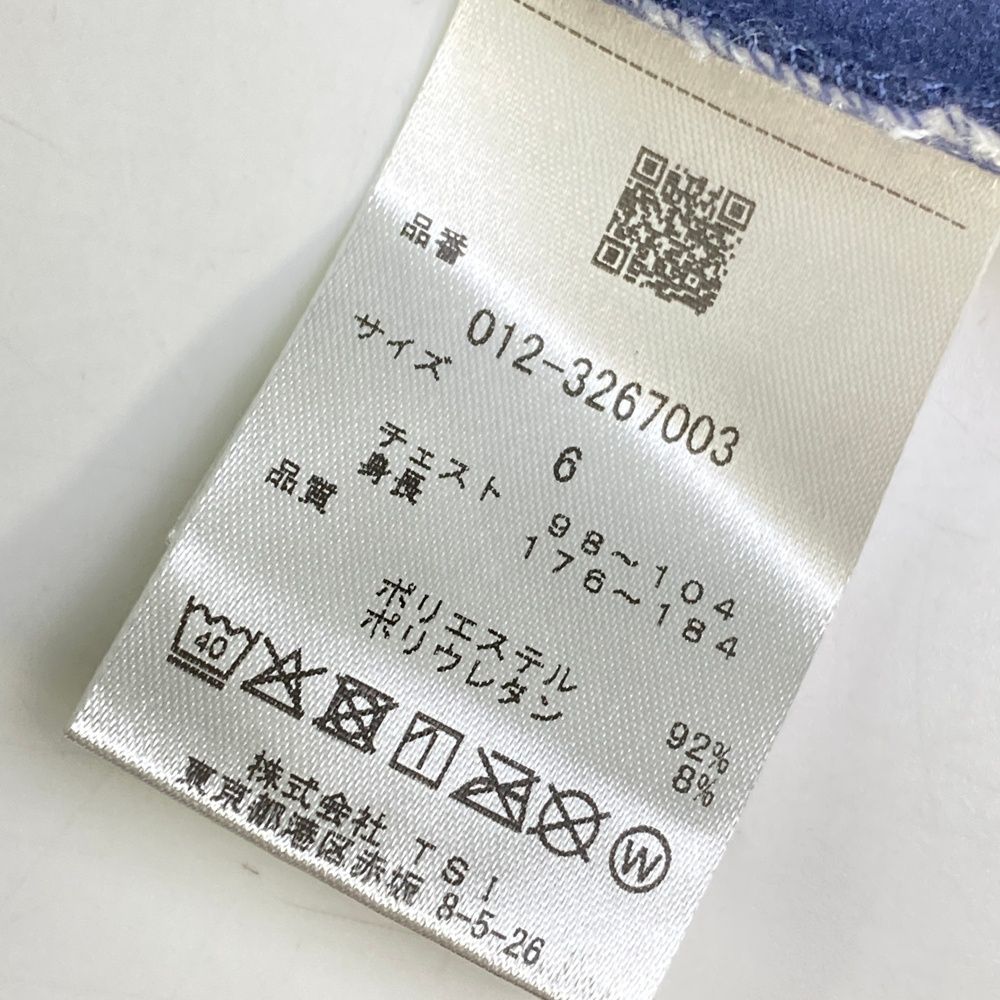 品番
012-3267003
サイズ
6
チェスト 98～104
身長 176～184
品質
ポリエステル 92%
ポリウレタン 8%
40
W
株式会社 TSI
東京都港区赤坂 8-5-26